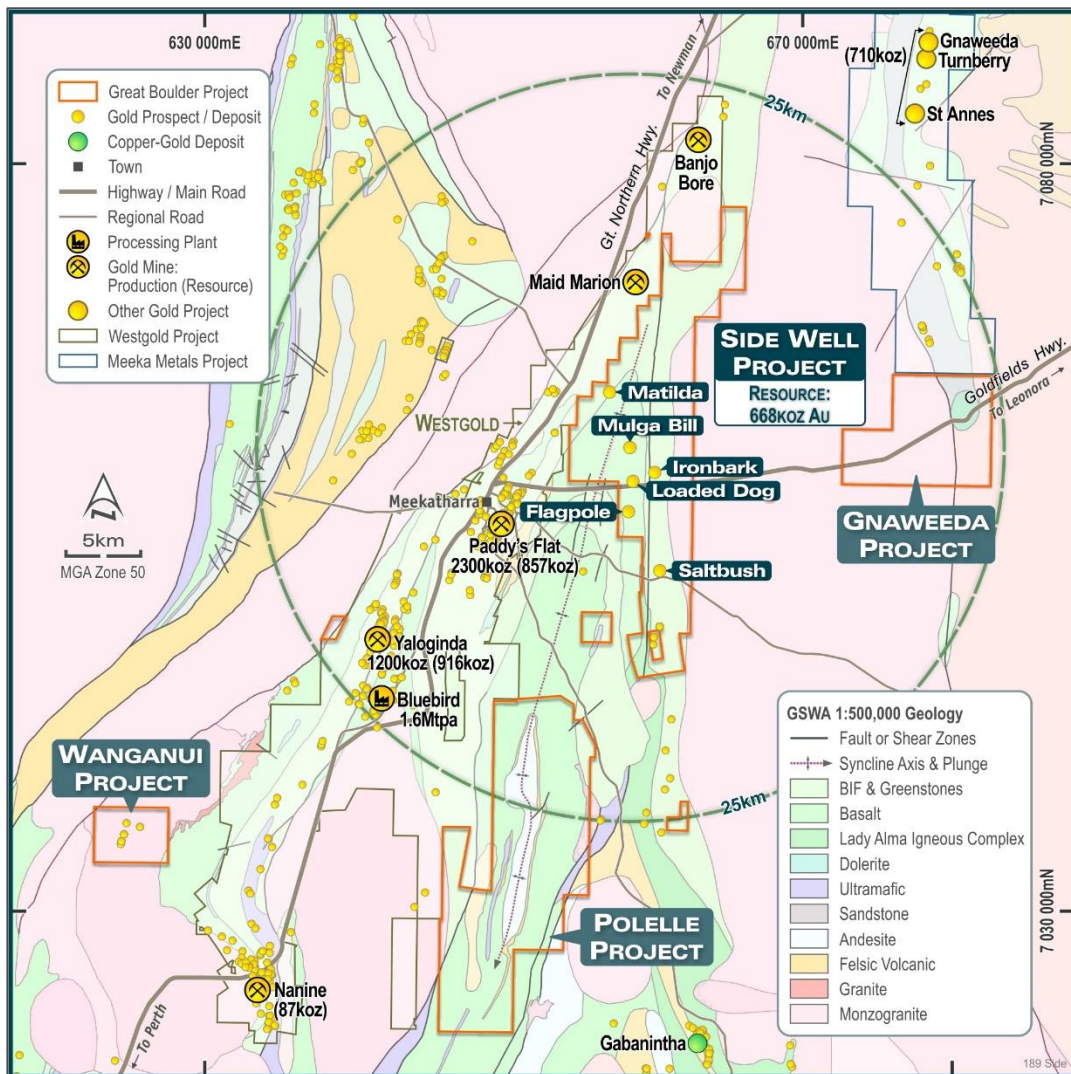 630 000mE
670 000mE
7 080 000mN
7 030 000mN
Great Boulder Project
Gold Prospect / Deposit
Copper-Gold Deposit
Town
Highway / Main Road
Regional Road
Processing Plant
Gold Mine:
Production (Resource)
Other Gold Project
Westgold Project
Meeka Metals Project
To Newman
Gt. Northern Hwy.
25km
(710koz)
Gnaweeda
Turnberry
St Annes
Banjo
Bore
Maid Marion
SIDE WELL
PROJECT
RESOURCE:
668KOZ AU
Goldfields Hwy.
To Leonora
Matilda
Mulga Bill
WESTGOLD
Ironbark
Loaded Dog
Meekatharra
Flagpole
GNAWEEDA
PROJECT
5km
MGA Zone 50
Paddy's Flat
2300koz (857koz)
Saltbush
Yaloginda
1200koz (916koz)
Bluebird
1.6Mtpa
WANGANUI
PROJECT
25km
POLELLE
PROJECT
Nanine
(87koz)
To Perth
Gabanintha
GSWA 1:500,000 Geology
Fault or Shear Zones
Syncline Axis & Plunge
BIF & Greenstones
Basalt
Lady Alma Igneous Complex
Dolerite
Ultramafic
Sandstone
Andesite
Felsic Volcanic
Granite
Monzogranite
189 Side